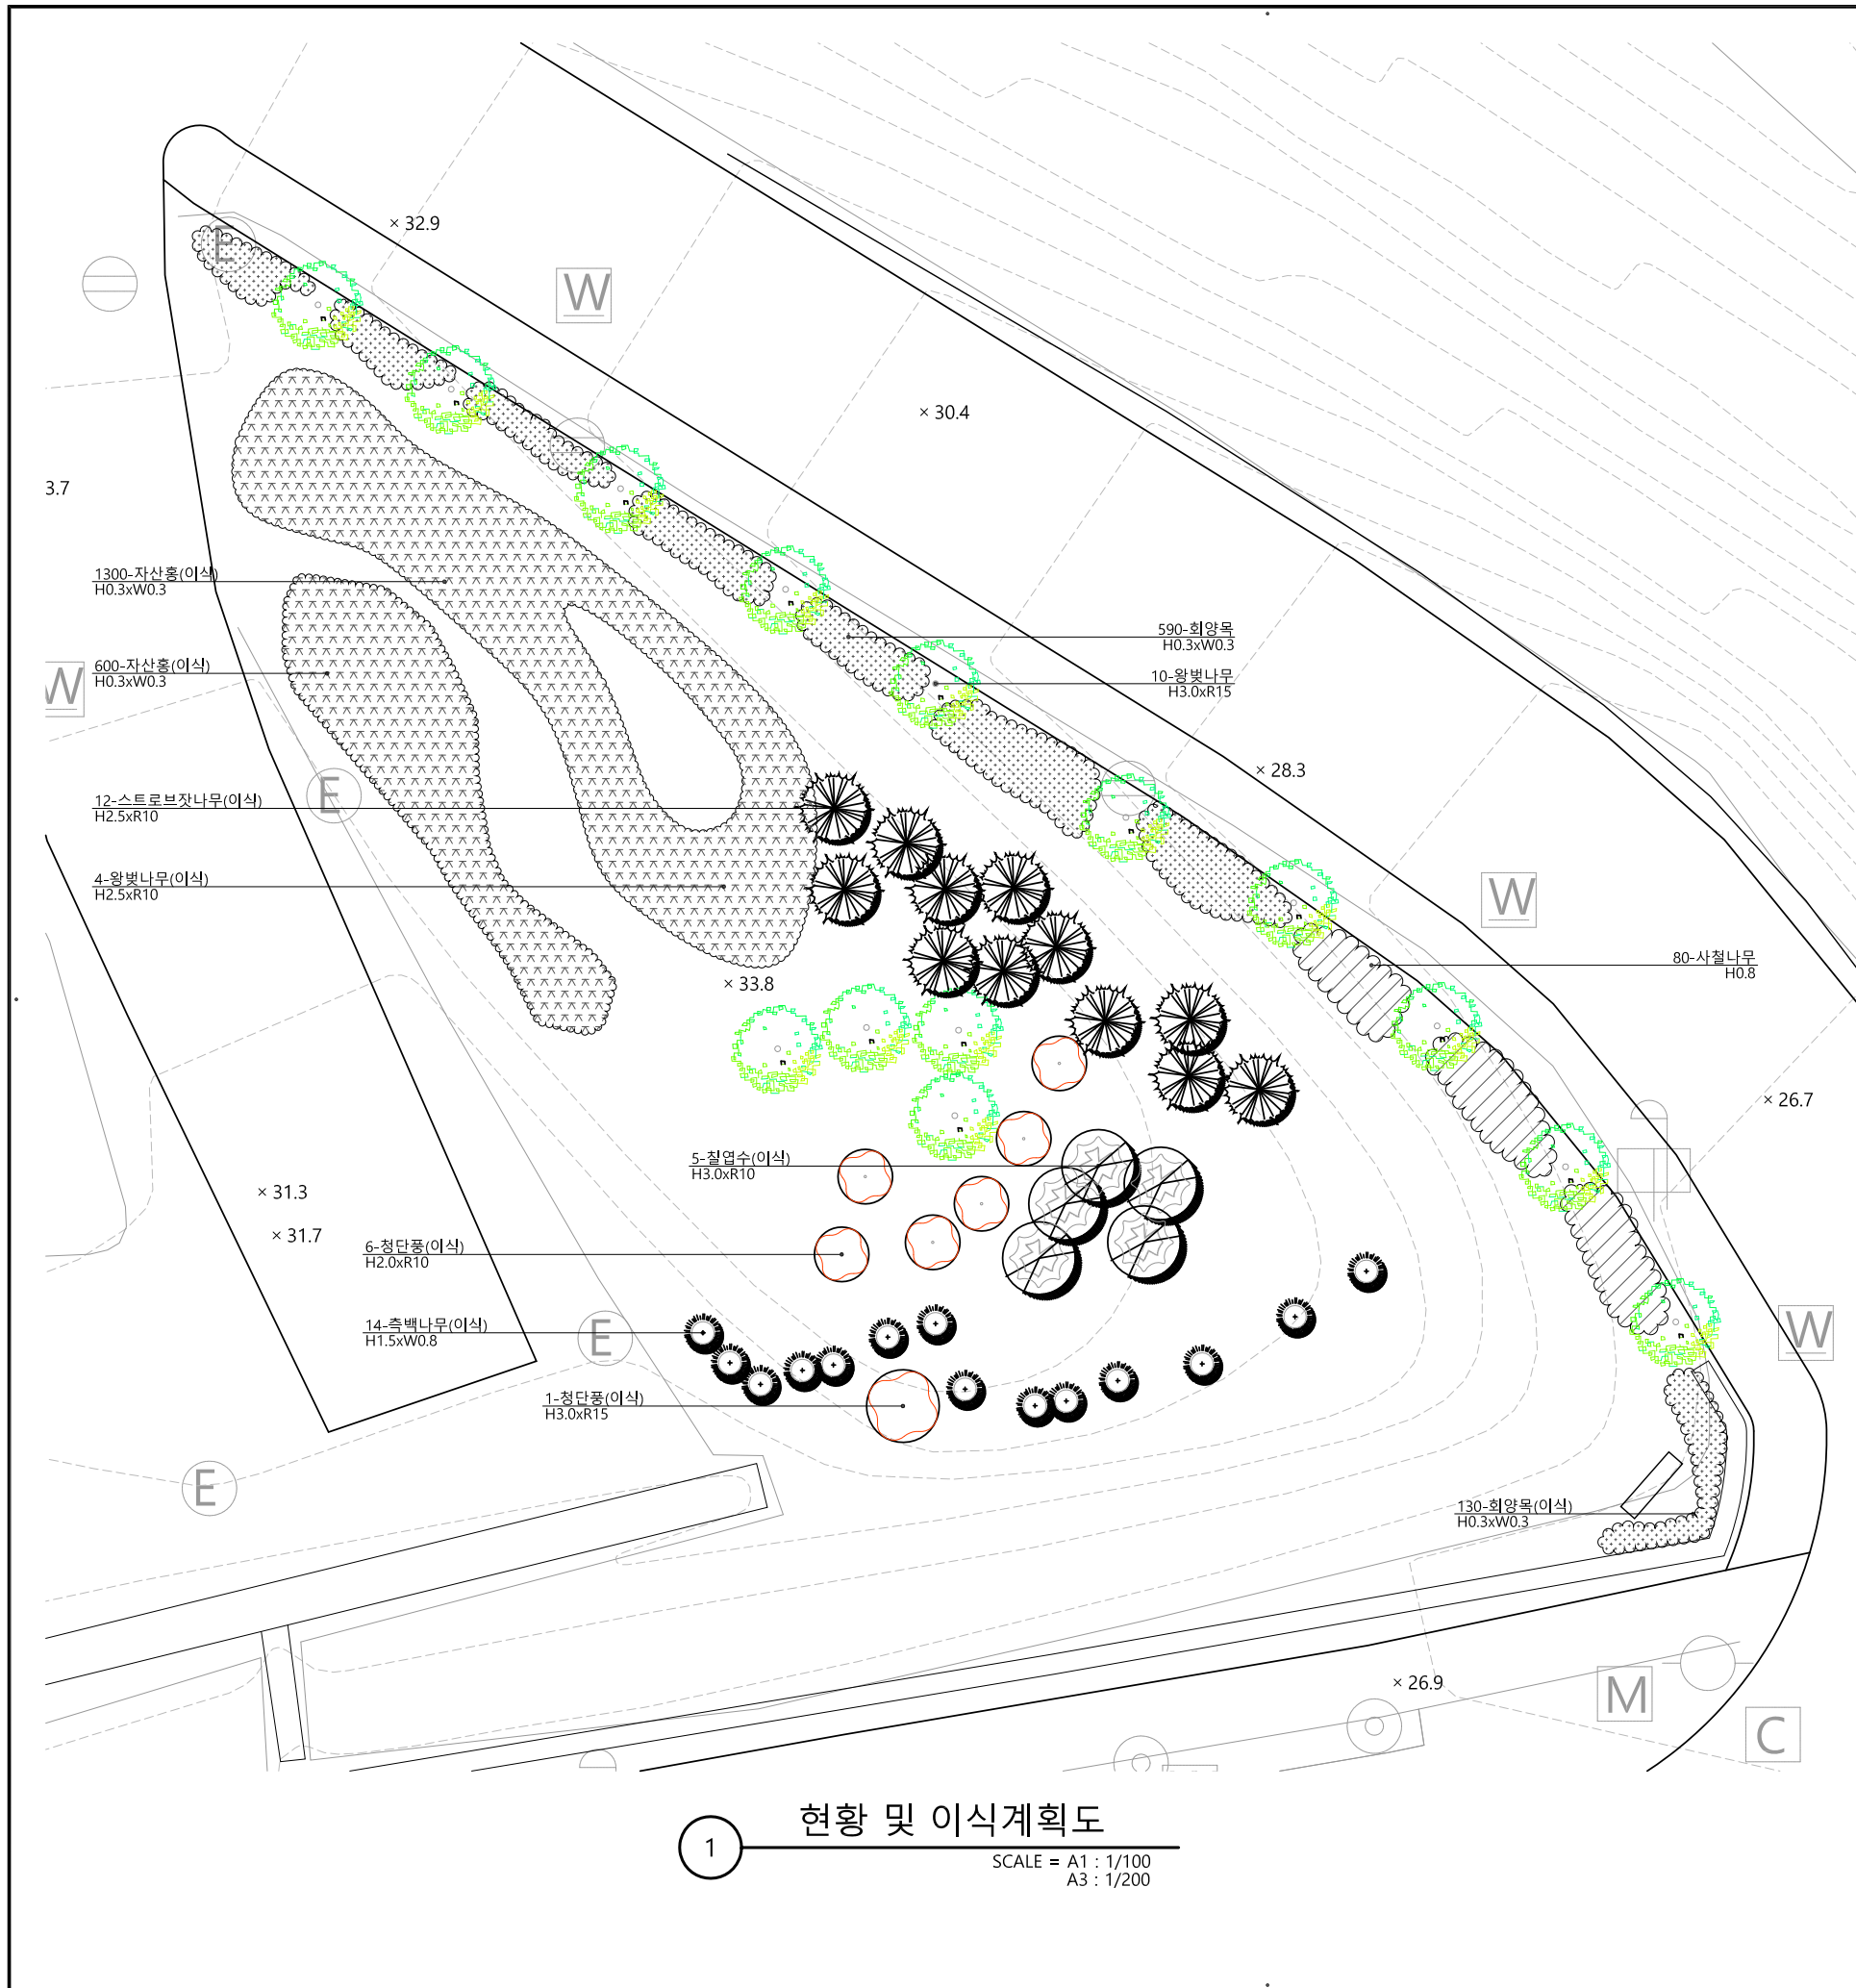 E
× 32.9
W
× 30.4
3.7
1300-자산홍(이식)
H0.3xW0.3
590-회양목
H0.3xW0.3
600-자산홍(이식)
H0.3xW0.3
W
10-왕벚나무
H3.0xR15
× 28.3
E
12-스트로브잣나무(이식)
H2.5xR10
4-왕벚나무(이식)
H2.5xR10
W
80-사철나무
H0.8
× 33.8
× 26.7
5-칠엽수(이식)
H3.0xR10
× 31.3
× 31.7
6-청단풍(이식)
H2.0xR10
14-측백나무(이식)
H1.5xW0.8
E
W
1-청단풍(이식)
H3.0xR15
E
130-회양목(이식)
H0.3xW0.3
× 26.9
M
C
1
현황 및 이식계획도
SCALE = A1 : 1/100
A3 : 1/200